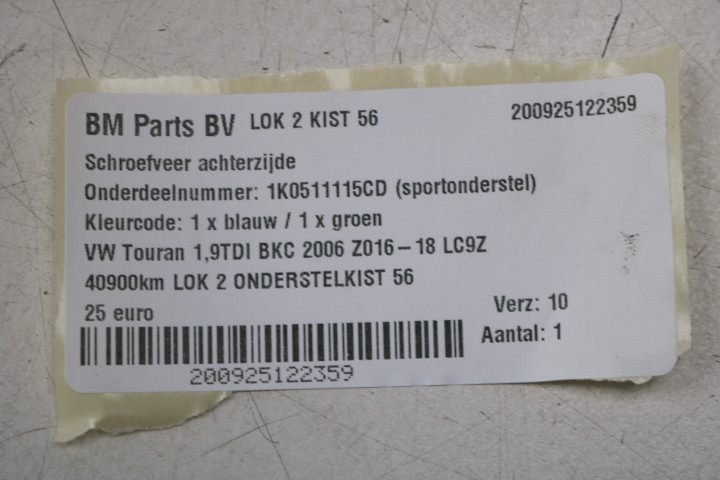 BM Parts BV LOK 2 KIST 56 200925122359
Schroefveer achterzijde
Onderdeelnummer: 1K0511115CD (sportonderstel)
Kleurcode: 1 x blauw / 1 x groen
VW Touran 1,9TDI BKC 2006 Z016-18 LC9Z
40900km LOK 2 ONDERSTELKIST 56
25 euro Verz: 10
Aantal: 1
200925122359